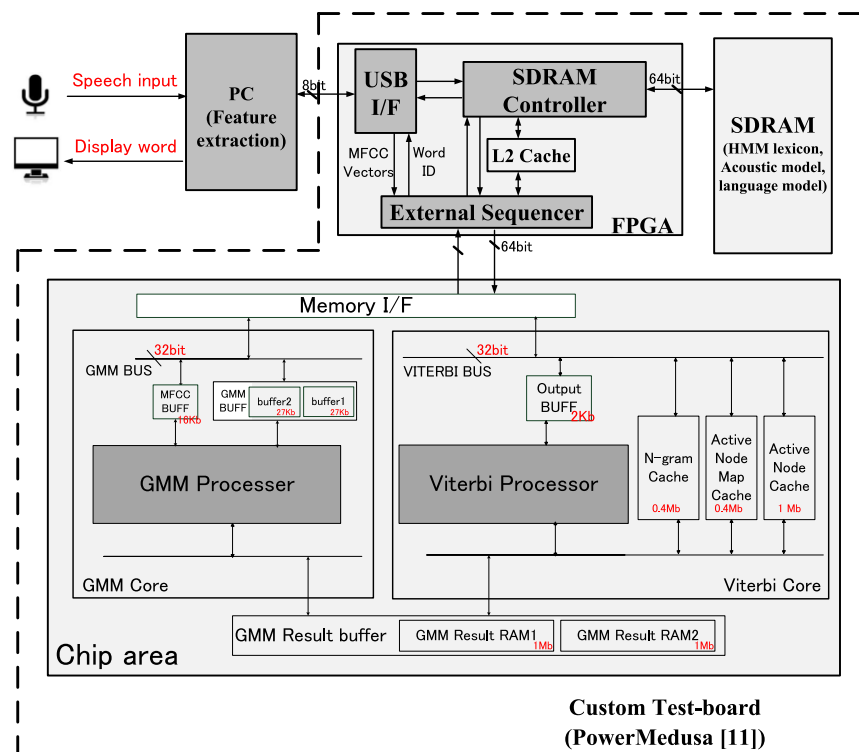 Speech input
Display word
PC
(Feature
extraction)
8bit
USB
I/F
SDRAM
Controller
64bit
SDRAM
(HMM lexicon,
Acoustic model,
language model)
MFCC
Vectors
Word
ID
L2 Cache
External Sequencer
FPGA
64bit
Memory I/F
GMM BUS
32bit
MFCC
BUFF
16Kb
GMM
BUFF
buffer2
27Kb
buffer1
27Kb
GMM Processer
GMM Core
VITERBI BUS
32bit
Output
BUFF
2Kb
Viterbi Processor
N-gram
Cache
0.4Mb
Active
Node
Map
Cache
0.4Mb
Active
Node
Cache
1 Mb
Viterbi Core
GMM Result buffer
GMM Result RAM1
1Mb
GMM Result RAM2
1Mb
Chip area
Custom Test-board
(PowerMedusa [11])